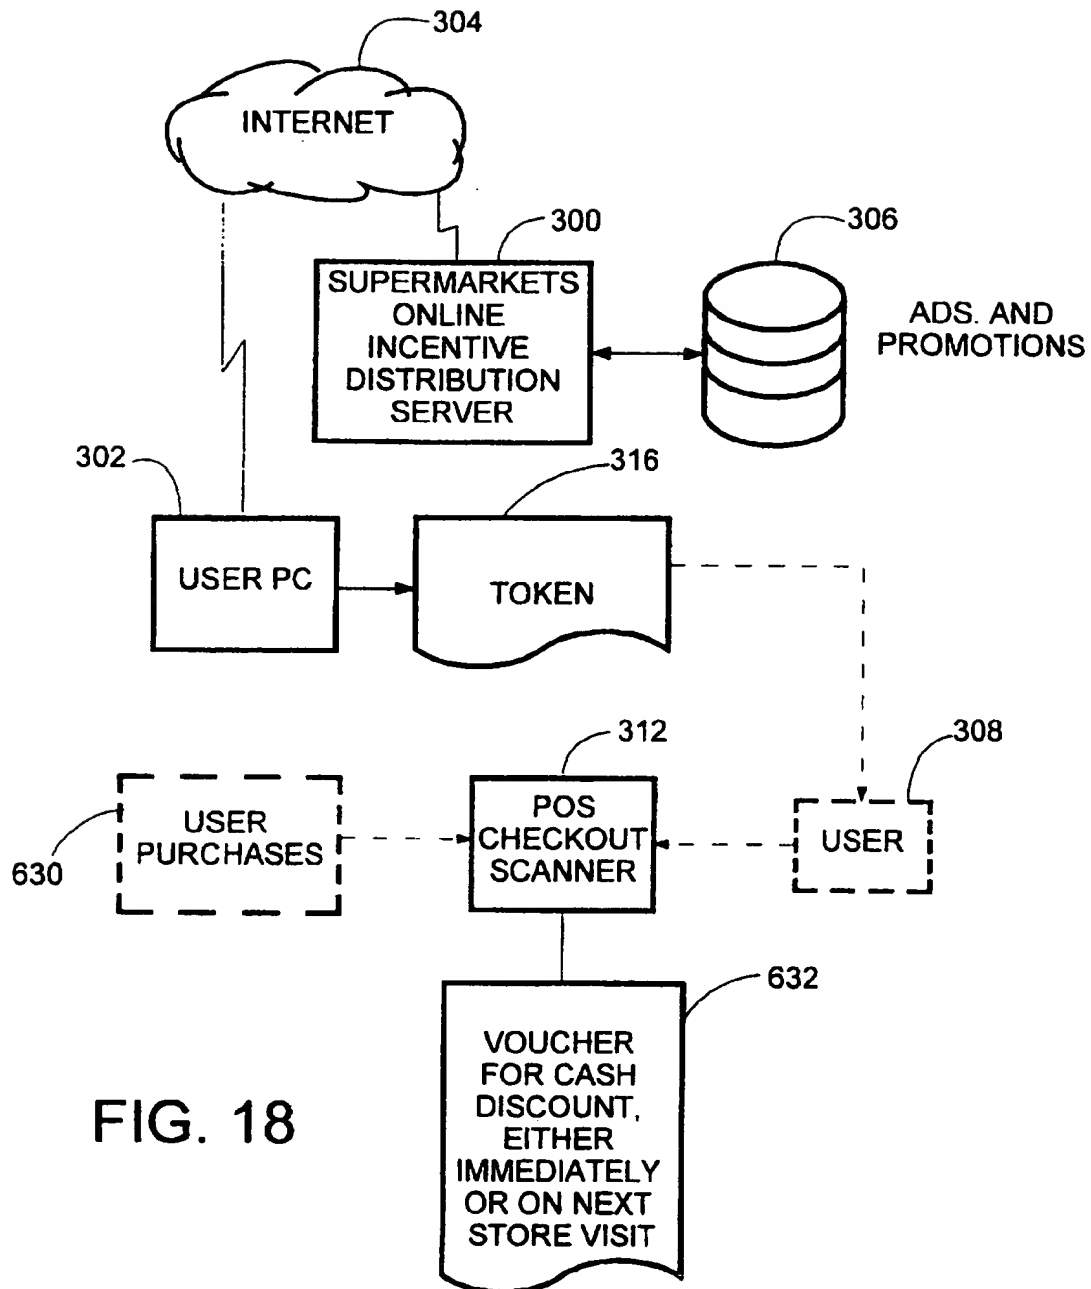 304
INTERNET
300
306
SUPERMARKETS
ONLINE
INCENTIVE
DISTRIBUTION
SERVER
ADS. AND
PROMOTIONS
302
316
USER PC
TOKEN
312
308
USER
PURCHASES
POS
CHECKOUT
SCANNER
USER
630
632
VOUCHER
FOR CASH
DISCOUNT,
EITHER
IMMEDIATELY
OR ON NEXT
STORE VISIT
FIG. 18